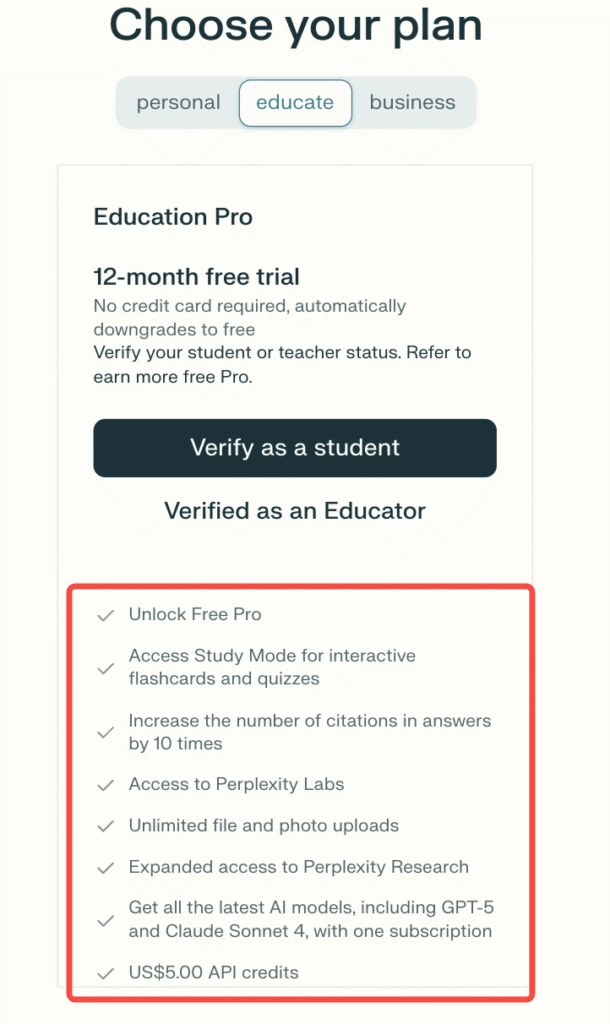 Choose your plan
personal educate business
Education Pro
12-month free trial
No credit card required, automatically
downgrades to free
Verify your student or teacher status. Refer to
earn more free Pro.
Verify as a student
Verified as an Educator
Unlock Free Pro
Access Study Mode for interactive
flashcards and quizzes
Increase the number of citations in answers
by 10 times
Access to Perplexity Labs
Unlimited file and photo uploads
Expanded access to Perplexity Research
Get all the latest AI models, including GPT-5
and Claude Sonnet 4, with one subscription
US$5.00 API credits